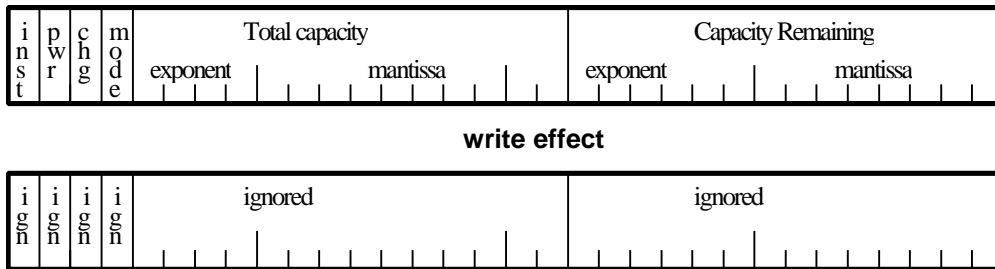 inst pwr chg mode Total capacity Capacity Remaining
exponent mantissa exponent mantissa
write effect
ign ign ign ign ignored ignored